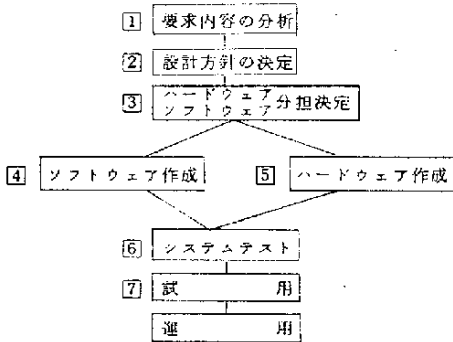 1 要求内容の分析
2 設計方針の決定
3 ハードウェア
ソフトウェア 分担決定
4 ソフトウェア作成
5 ハードウェア作成
6 システムテスト
7 試用
運用